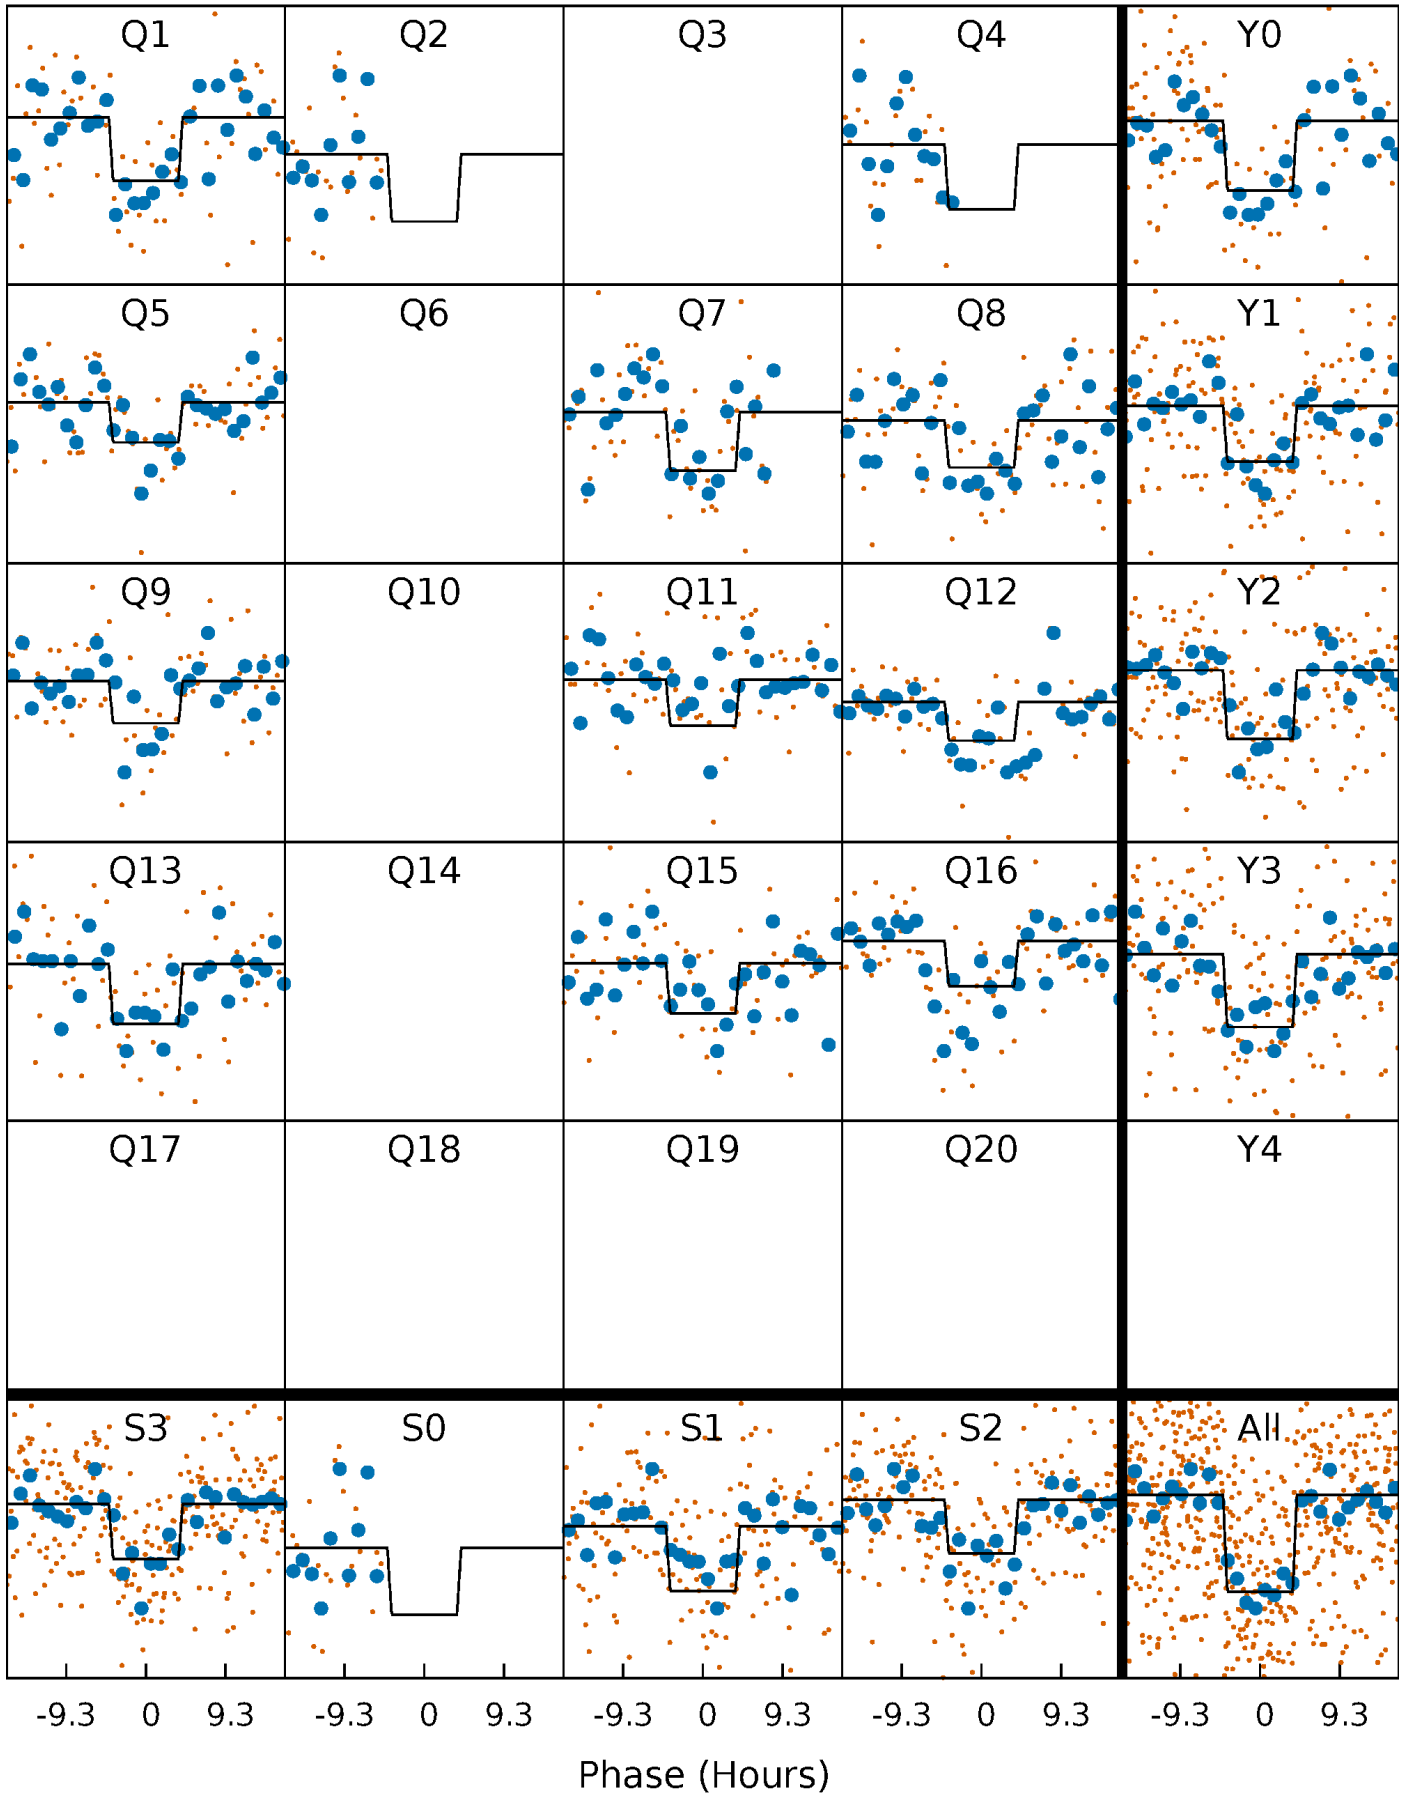 Q1 Q2 Q3 Q4 Y0
Q5 Q6 Q7 Q8 Y1
Q9 Q10 Q11 Q12 Y2
Q13 Q14 Q15 Q16 Y3
Q17 Q18 Q19 Q20 Y4
S3 S0 S1 S2 All
-9.3 0 9.3 -9.3 0 9.3 -9.3 0 9.3 -9.3 0 9.3 -9.3 0 9.3
Phase (Hours)